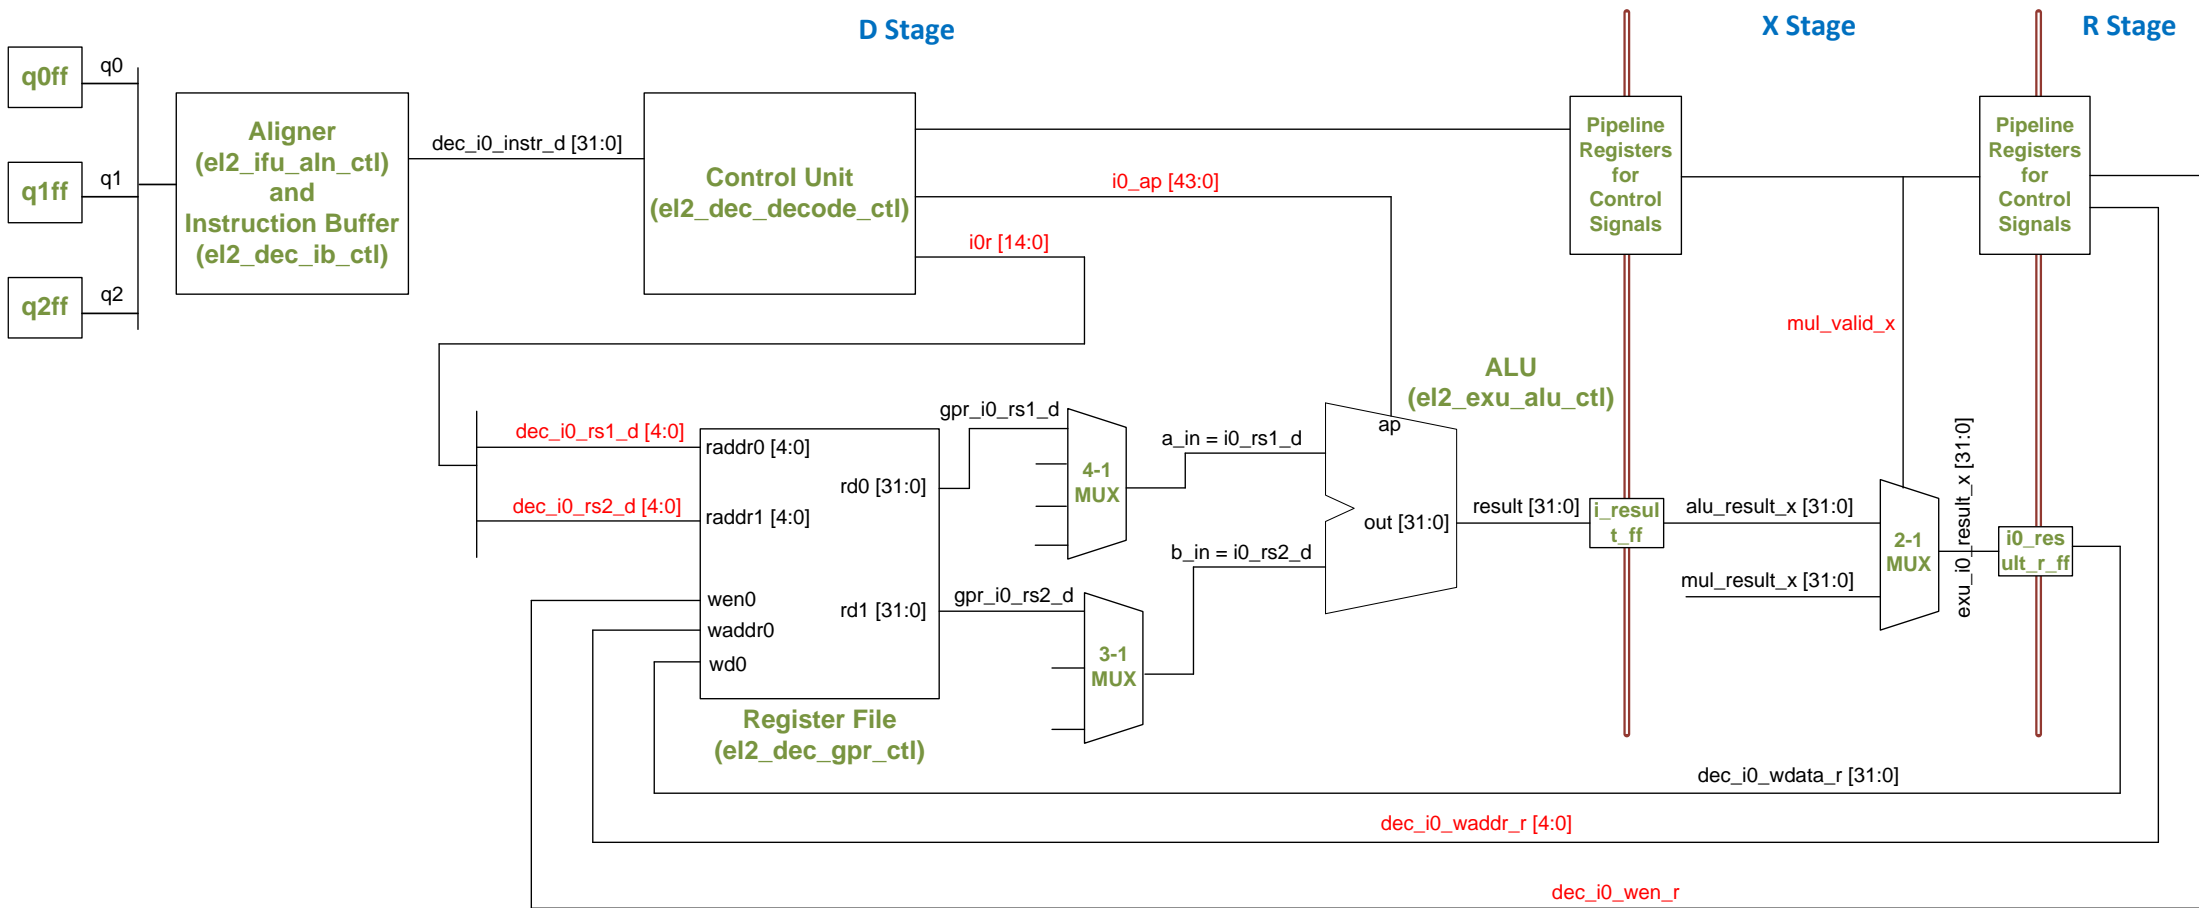 D Stage
X Stage
R Stage
q0ff
q0
q1ff
q1
q2ff
q2
Aligner
(el2_ifu_aln_ctl)
and
Instruction Buffer
(el2_dec_ib_ctl)
dec_i0_instr_d [31:0]
Control Unit
(el2_dec_decode_ctl)
i0_ap [43:0]
i0r [14:0]
Pipeline
Registers
for
Control
Signals
Pipeline
Registers
for
Control
Signals
mul_valid_x
ALU
(el2_exu_alu_ctl)
dec_i0_rs1_d [4:0]
dec_i0_rs2_d [4:0]
raddr0 [4:0]
raddr1 [4:0]
rd0 [31:0]
rd1 [31:0]
wen0
waddr0
wd0
Register File
(el2_dec_gpr_ctl)
gpr_i0_rs1_d
4-1
MUX
a_in = i0_rs1_d
gpr_i0_rs2_d
3-1
MUX
b_in = i0_rs2_d
ap
out [31:0]
result [31:0]
i_resul
t_ff
alu_result_x [31:0]
mul_result_x [31:0]
2-1
MUX
exu_i0_result_x [31:0]
i0_res
ult_r_ff
dec_i0_wdata_r [31:0]
dec_i0_waddr_r [4:0]
dec_i0_wen_r